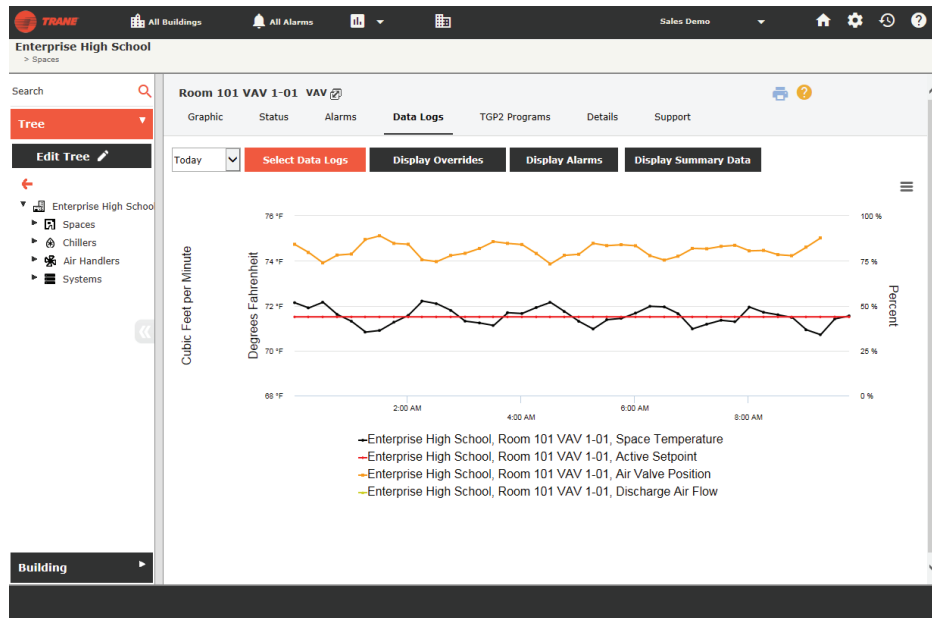 TRANE
All Buildings
All Alarms
Sales Demo
Enterprise High School
> Spaces
Search
Tree
Edit Tree
Enterprise High School
Spaces
Chillers
Air Handlers
Systems
Building
Room 101 VAV 1-01 VAV
Graphic Status Alarms Data Logs TGP2 Programs Details Support
Today Select Data Logs Display Overrides Display Alarms Display Summary Data
Cubic Feet per Minute
Degrees Fahrenheit
76 °F
74 °F
72 °F
70 °F
68 °F
100 %
75 %
50 %
25 %
0 %
Percent
2:00 AM
4:00 AM
6:00 AM
8:00 AM
Enterprise High School, Room 101 VAV 1-01, Space Temperature
Enterprise High School, Room 101 VAV 1-01, Active Setpoint
Enterprise High School, Room 101 VAV 1-01, Air Valve Position
Enterprise High School, Room 101 VAV 1-01, Discharge Air Flow